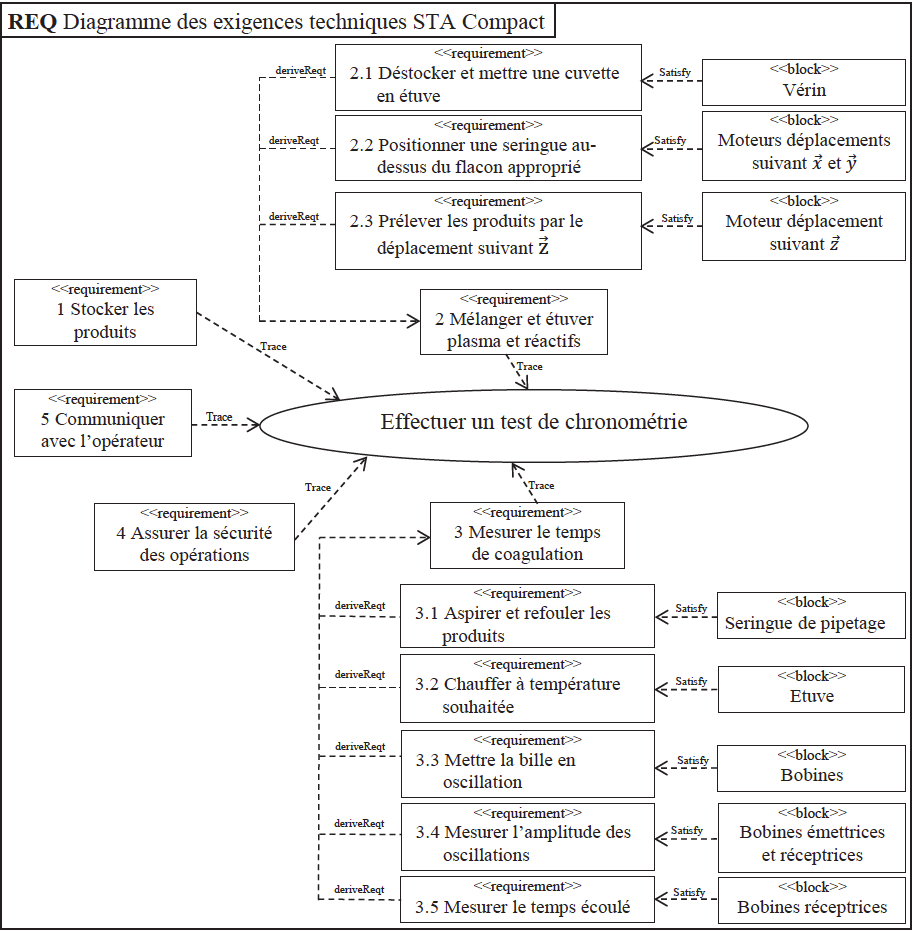 REQ Diagramme des exigences techniques STA Compact
<<requirement>>
2.1 Déstocker et mettre une cuvette
en étuve
deriveReqt
Satisfy
<<block>>
Vérin
<<requirement>>
2.2 Positionner une seringue au-
dessus du flacon approprié
deriveReqt
Satisfy
<<block>>
Moteurs déplacements
suivant x⃗ et y⃗
<<requirement>>
2.3 Prélever les produits par le
déplacement suivant z⃗
deriveReqt
Satisfy
<<block>>
Moteur déplacement
suivant z⃗
<<requirement>>
1 Stocker les
produits
Trace
<<requirement>>
2 Mélanger et étuver
plasma et réactifs
Trace
<<requirement>>
5 Communiquer
avec l’opérateur
Trace
Effectuer un test de chronométrie
<<requirement>>
4 Assurer la sécurité
des opérations
Trace
<<requirement>>
3 Mesurer le temps
de coagulation
Trace
<<requirement>>
3.1 Aspirer et refouler les
produits
deriveReqt
Satisfy
<<block>>
Seringue de pipetage
<<requirement>>
3.2 Chauffer à température
souhaitée
deriveReqt
Satisfy
<<block>>
Etuve
<<requirement>>
3.3 Mettre la bille en
oscillation
deriveReqt
Satisfy
<<block>>
Bobines
<<requirement>>
3.4 Mesurer l’amplitude des
oscillations
deriveReqt
Satisfy
<<block>>
Bobines émettrices
et réceptrices
<<requirement>>
3.5 Mesurer le temps écoulé
deriveReqt
Satisfy
<<block>>
Bobines réceptrices